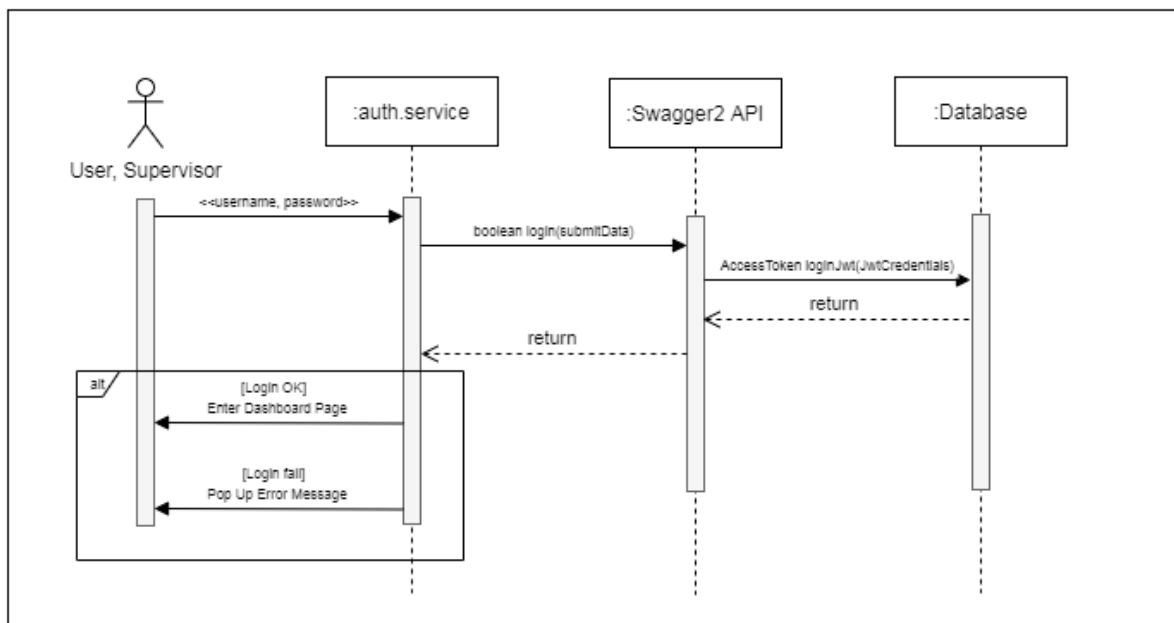 :auth.service
:Swagger2 API
:Database
User, Supervisor
<<username, password>>
boolean login(submitData)
AccessToken loginJwt(JwtCredentials)
return
return
alt
[Login OK]
Enter Dashboard Page
[Login fail]
Pop Up Error Message